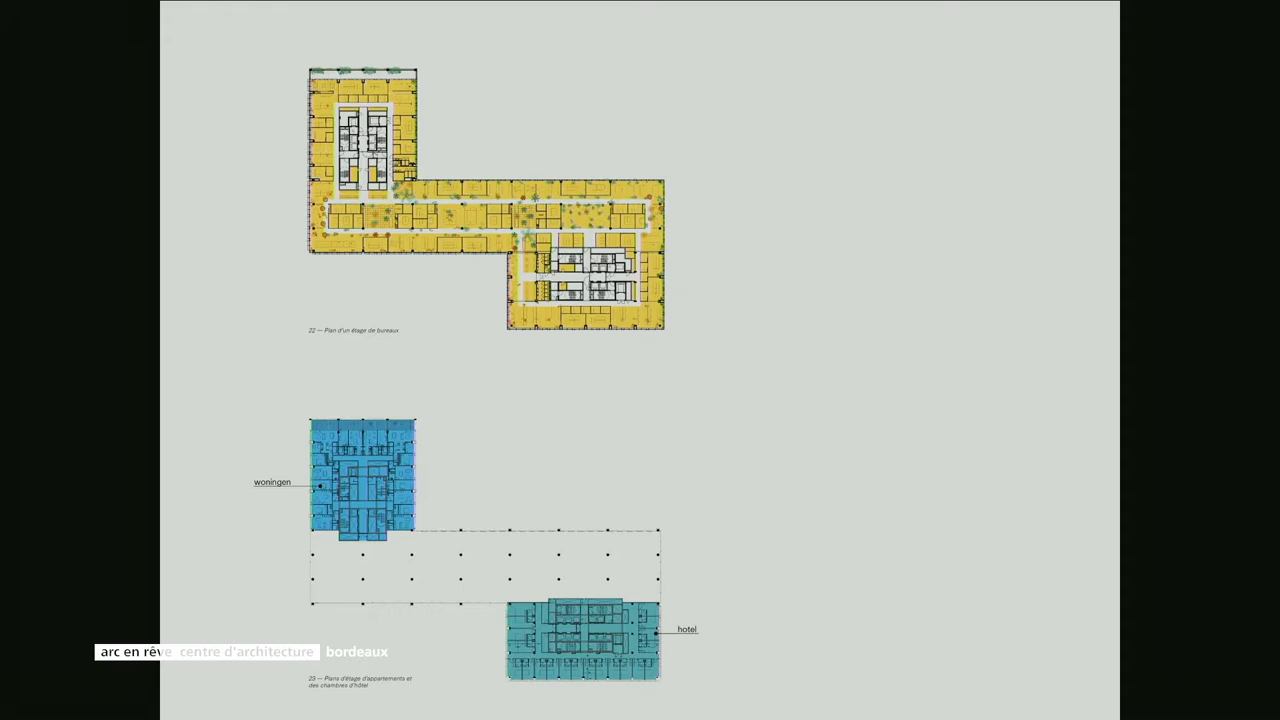 22 — Plan d'un étage de bureaux
woningen
hotel
arc en rêve centre d'architecture bordeaux
23 — Plans d'étage d'appartements et
des chambres d'hôtel